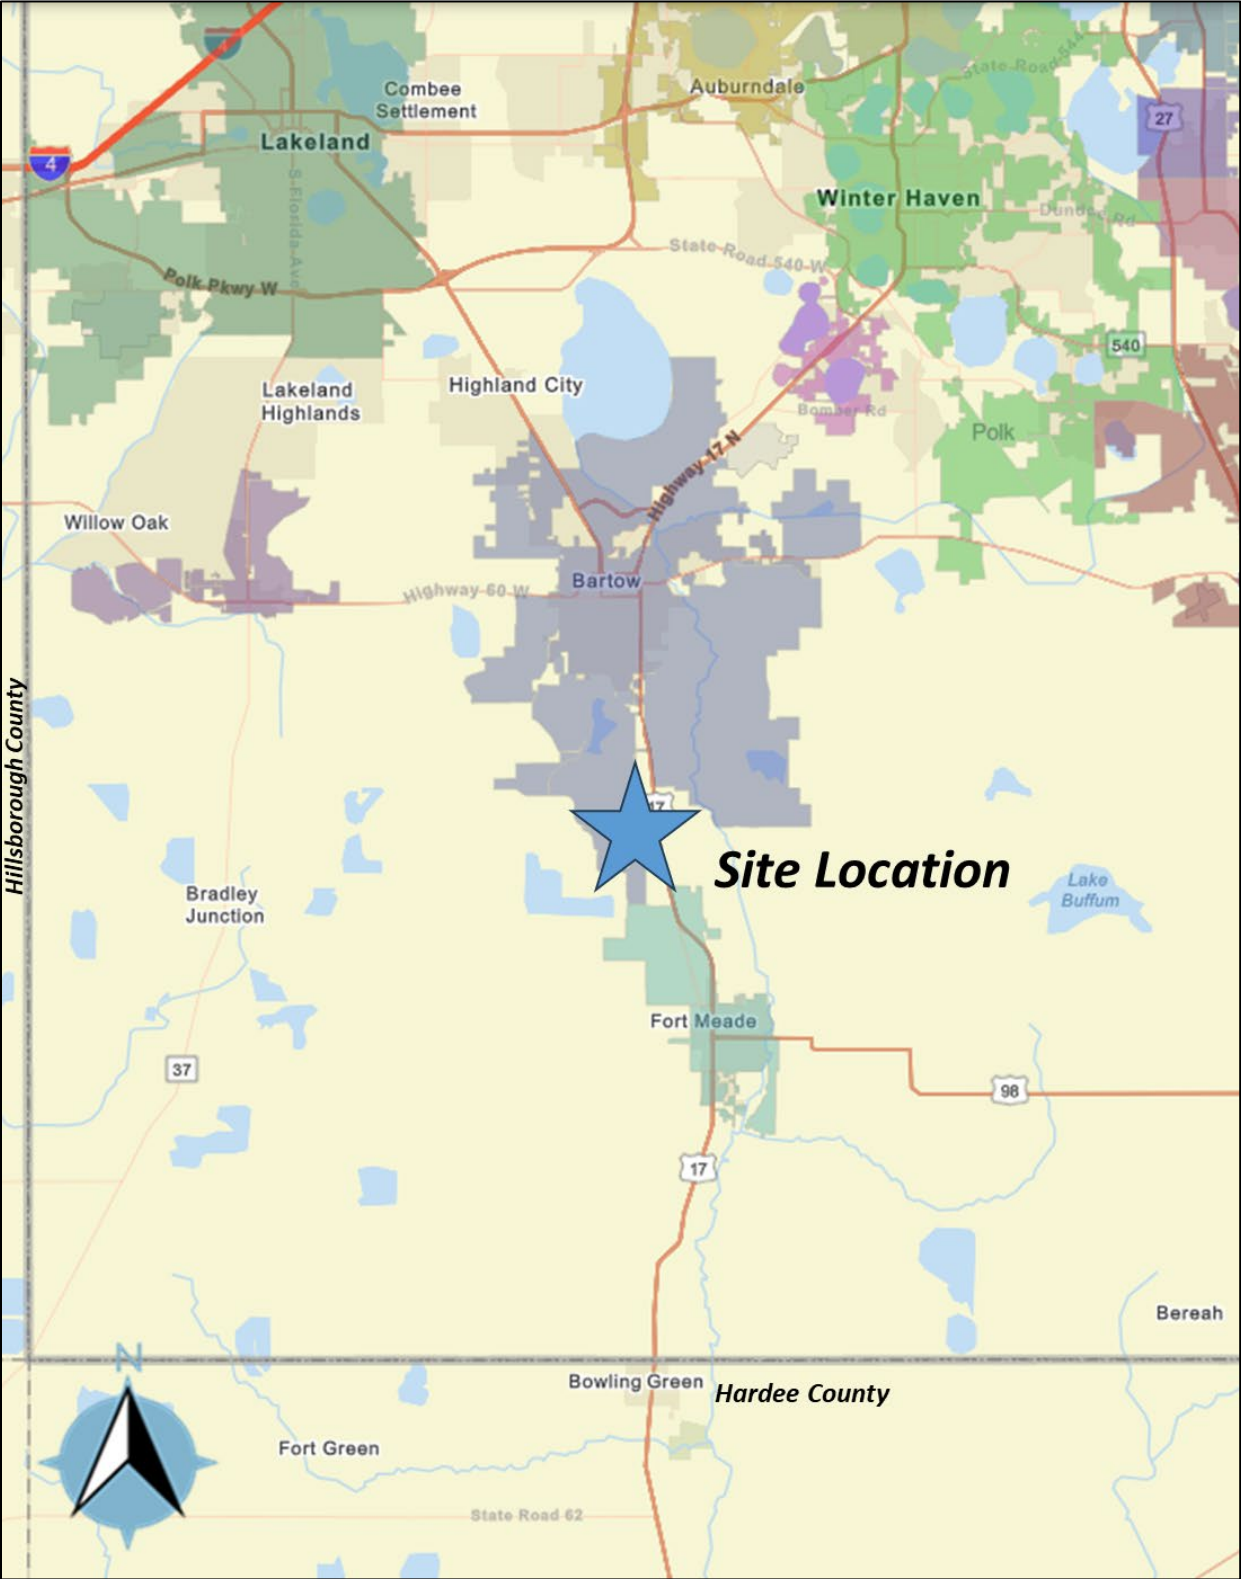 Combee
Settlement
Auburndale
State Road 544
27
4
Lakeland
S Florida Ave
Winter Haven
Dundee Rd
State Road 540 W
Polk Pkwy W
540
Lakeland
Highlands
Highland City
Bomber Rd
Polk
Highway 17 N
Willow Oak
Bartow
Highway 60 W
Hillsborough County
17
Site Location
Lake
Buffum
Bradley
Junction
Fort Meade
37
98
17
Bereah
N
Bowling Green
Hardee County
Fort Green
State Road 62